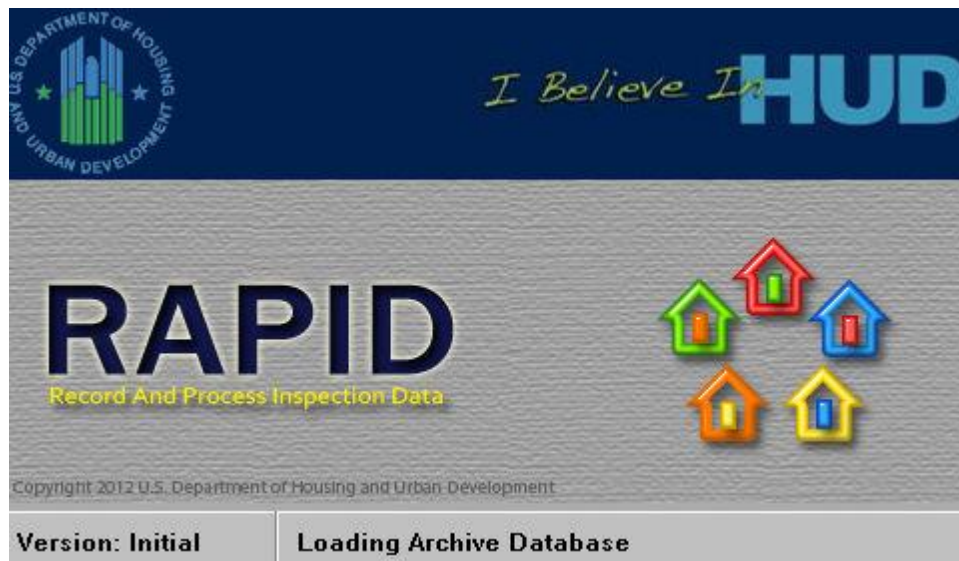 U.S. DEPARTMENT OF HOUSING
AND URBAN DEVELOPMENT
I Believe In HUD
RAPID
Record And Process Inspection Data
Copyright 2012 U.S. Department of Housing and Urban Development
Version: Initial
Loading Archive Database